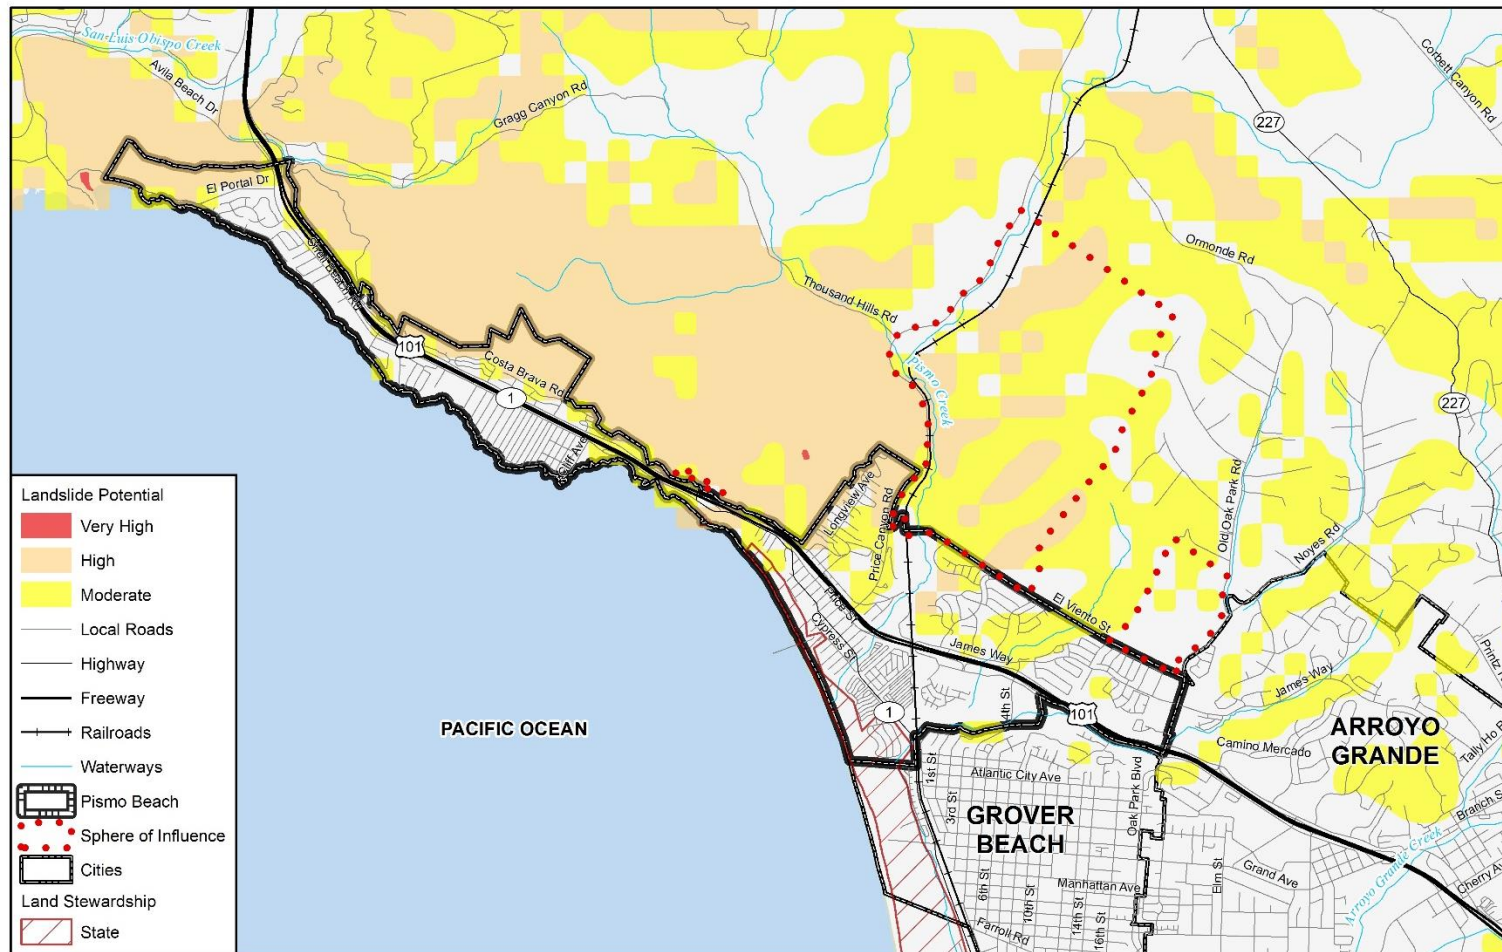 San Luis Obispo Creek
Avila Beach Dr
Gragg Canyon Rd
Corbett Canyon Rd
227
El Portal Dr
Ormonde Rd
Thousand Hills Rd
Pismo Creek
101
Costa Brava Rd
1
227
Cliff Ave
Longview Ave
Price Canyon Rd
Old Oak Park Rd
Noyes Rd
El Viento St
Price St
Cypress St
James Way
James Way
4th St
101
1
Camino Mercado
ARROYO
GRANDE
PACIFIC OCEAN
1st St
Atlantic City Ave
3rd St
Oak Park Blvd
GROVER
BEACH
Branch S
Elm St
Grand Ave
Arroyo Grande Creek
Manhattan Ave
6th St
10th St
14th St
16th St
Farroll Rd
Landslide Potential
Very High
High
Moderate
Local Roads
Highway
Freeway
Railroads
Waterways
Pismo Beach
Sphere of Influence
Cities
Land Stewardship
State